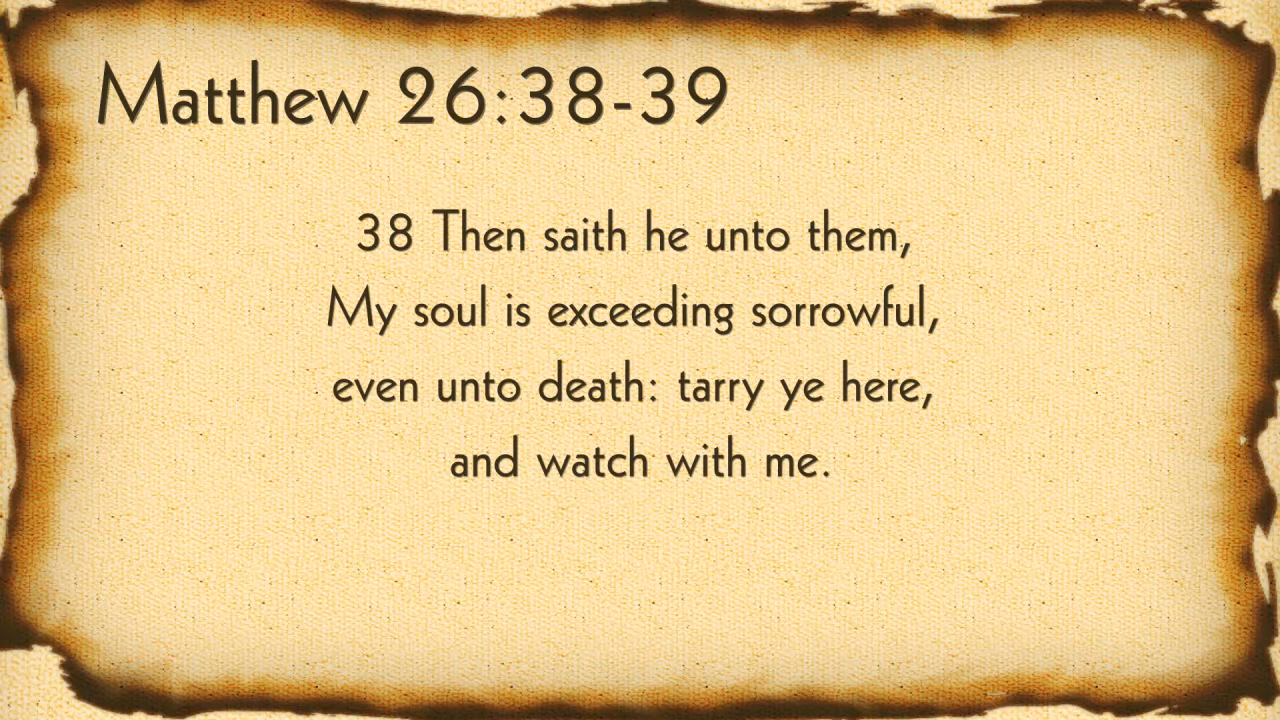 Matthew 26:38-39
38 Then saith he unto them,
My soul is exceeding sorrowful,
even unto death: tarry ye here,
and watch with me.